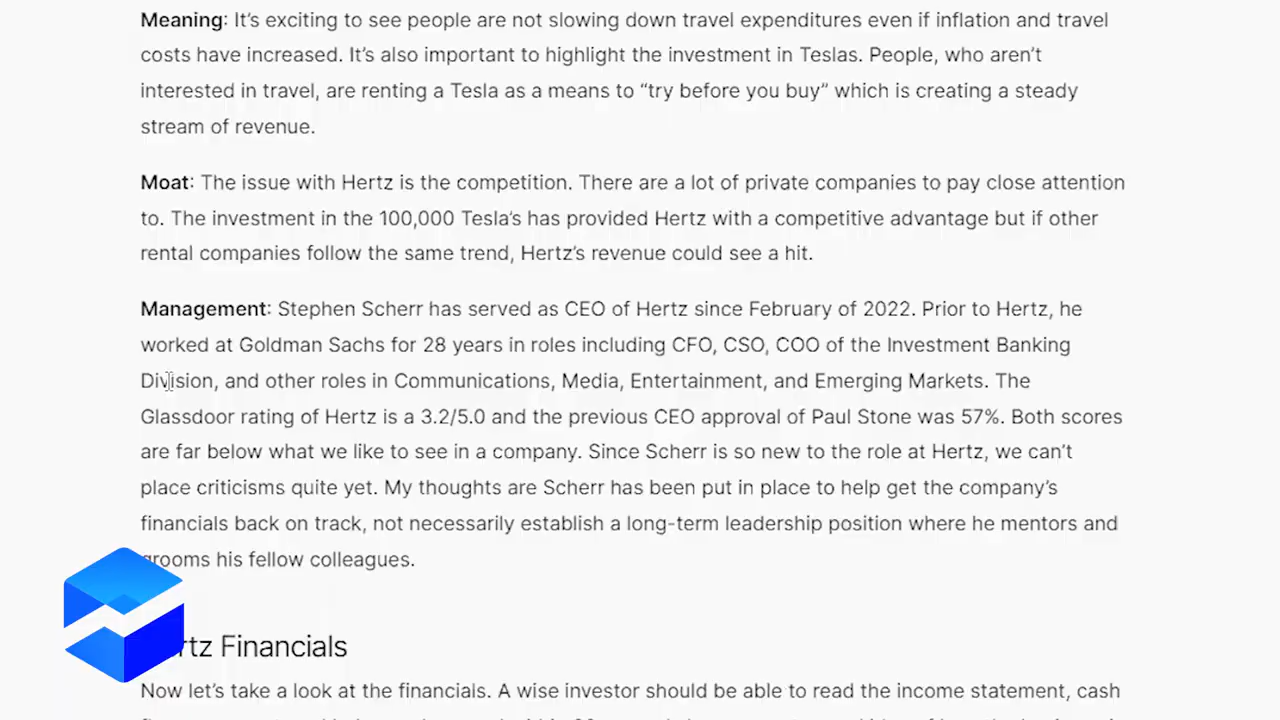 Meaning: It’s exciting to see people are not slowing down travel expenditures even if inflation and travel
costs have increased. It’s also important to highlight the investment in Teslas. People, who aren’t
interested in travel, are renting a Tesla as a means to “try before you buy” which is creating a steady
stream of revenue.
Moat: The issue with Hertz is the competition. There are a lot of private companies to pay close attention
to. The investment in the 100,000 Tesla’s has provided Hertz with a competitive advantage but if other
rental companies follow the same trend, Hertz’s revenue could see a hit.
Management: Stephen Scherr has served as CEO of Hertz since February of 2022. Prior to Hertz, he
worked at Goldman Sachs for 28 years in roles including CFO, CSO, COO of the Investment Banking
Division, and other roles in Communications, Media, Entertainment, and Emerging Markets. The
Glassdoor rating of Hertz is a 3.2/5.0 and the previous CEO approval of Paul Stone was 57%. Both scores
are far below what we like to see in a company. Since Scherr is so new to the role at Hertz, we can’t
place criticisms quite yet. My thoughts are Scherr has been put in place to help get the company’s
financials back on track, not necessarily establish a long-term leadership position where he mentors and
grooms his fellow colleagues.
rtz Financials
Now let’s take a look at the financials. A wise investor should be able to read the income statement, cash